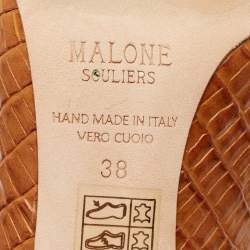 MALONE
SOULIERS
HAND MADE IN ITALY
VERO CUOIO
38